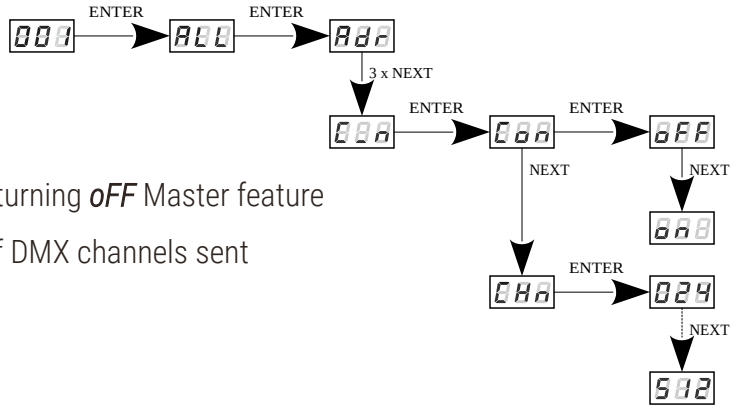 ENTER ENTER
001 ALL Adr
3 x NEXT
ENTER ENTER
C_n Con oFF
NEXT NEXT
turning oFF Master feature
on
f DMX channels sent
ENTER
CHn 024
NEXT
512